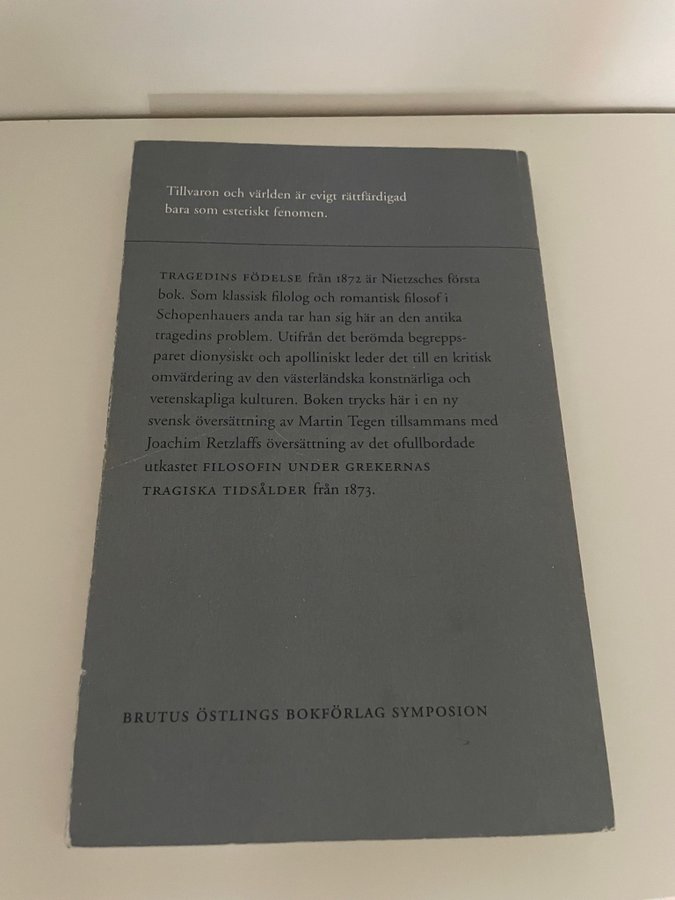 Tillvaron och världen är evigt rättfärdigad
bara som estetiskt fenomen.
TRAGEDINS FÖDELSE från 1872 är Nietzsches första
bok. Som klassisk filolog och romantisk filosof i
Schopenhauers anda tar han sig här an den antika
tragedins problem. Utifrån det berömda begrepps-
paret dionysiskt och apolliniskt leder det till en kritisk
omvärdering av den västerländska konstnärliga och
vetenskapliga kulturen. Boken trycks här i en ny
svensk översättning av Martin Tegen tillsammans med
Joachim Retzlaffs översättning av det ofullbordade
utkastet FILOSOFIN UNDER GREKERNAS
TRAGISKA TIDSÅLDER från 1873.
BRUTUS ÖSTLINGS BOKFÖRLAG SYMPOSION